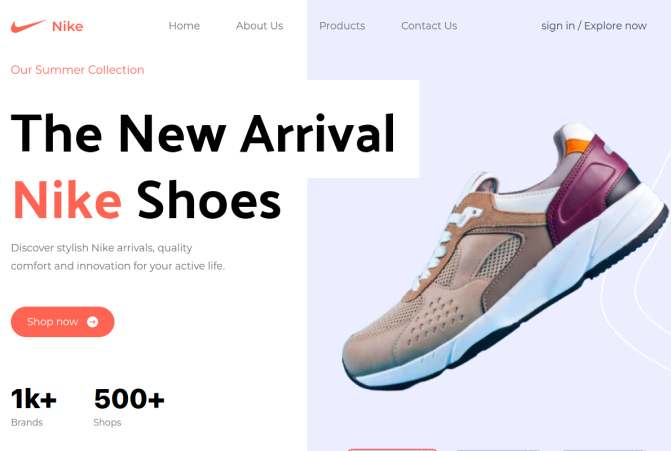 Nike
Home About Us Products Contact Us sign in / Explore now
Our Summer Collection
The New Arrival
Nike Shoes
Discover stylish Nike arrivals, quality
comfort and innovation for your active life.
Shop now
1k+ 500+
Brands Shops